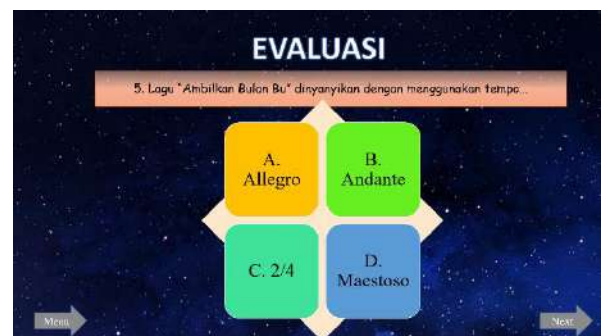 EVALUASI
5. Lagu "Ambilkan Bulan Bu" dinyanyikan dengan menggunakan tempo...
A.
Allegro
B.
Andante
C. 2/4
D.
Maestoso
Menu
Next